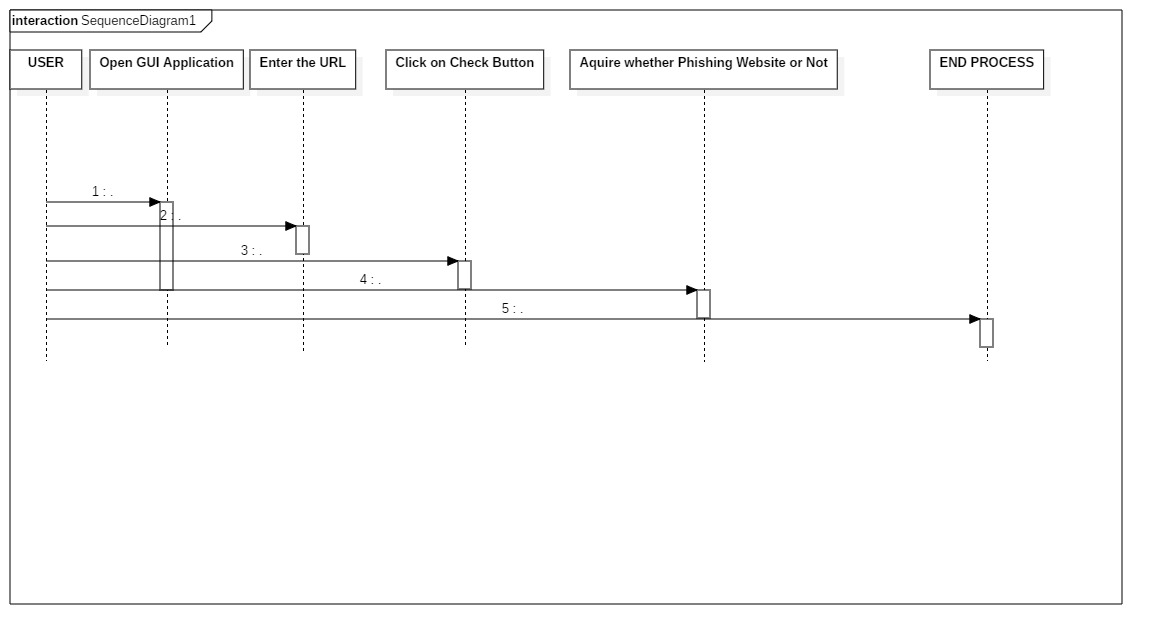 interaction SequenceDiagram1
USER
Open GUI Application
Enter the URL
Click on Check Button
Aquire whether Phishing Website or Not
END PROCESS
1 : .
2 : .
3 : .
4 : .
5 : .